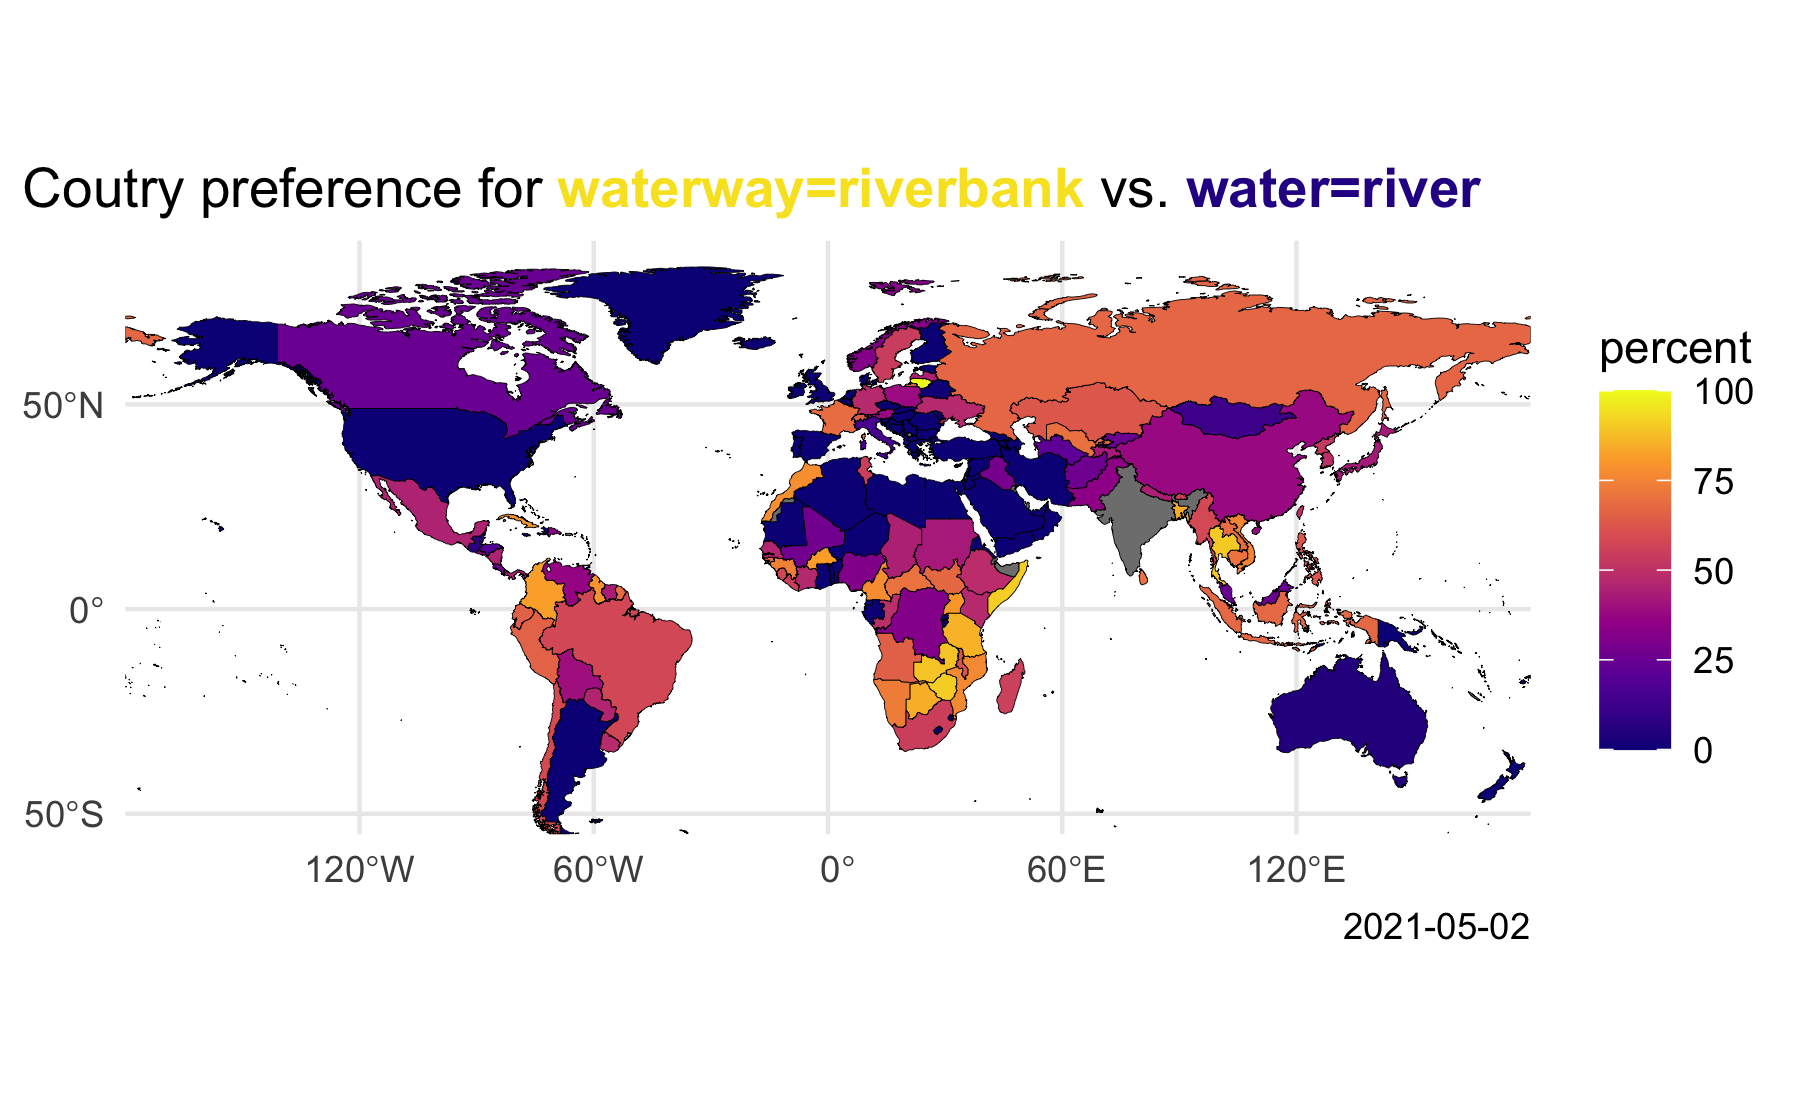 Coutry preference for waterway=riverbank vs. water=river
percent
100
75
50
25
0
50°N
0°
50°S
120°W 60°W 0° 60°E 120°E
2021-05-02